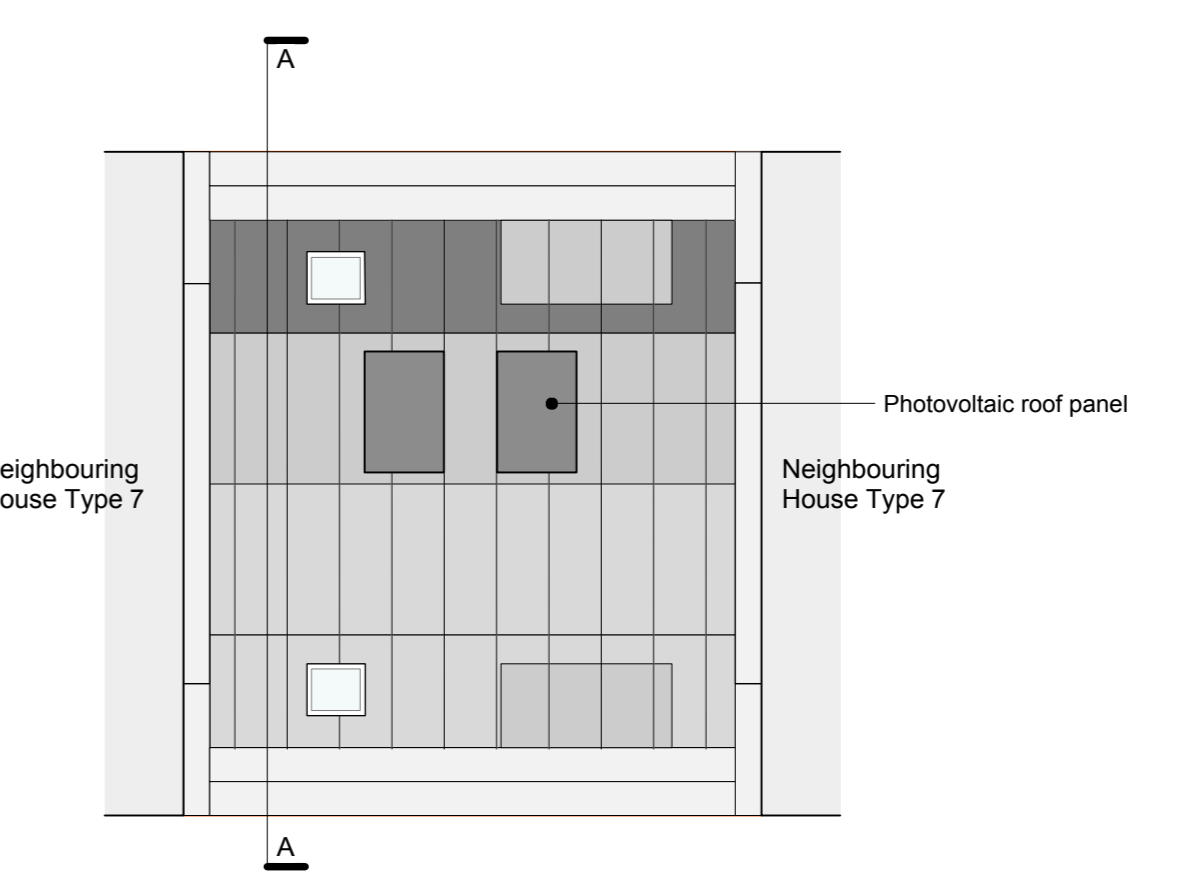 A
Photovoltaic roof panel
eighbouring
ouse Type 7
Neighbouring
House Type 7
A